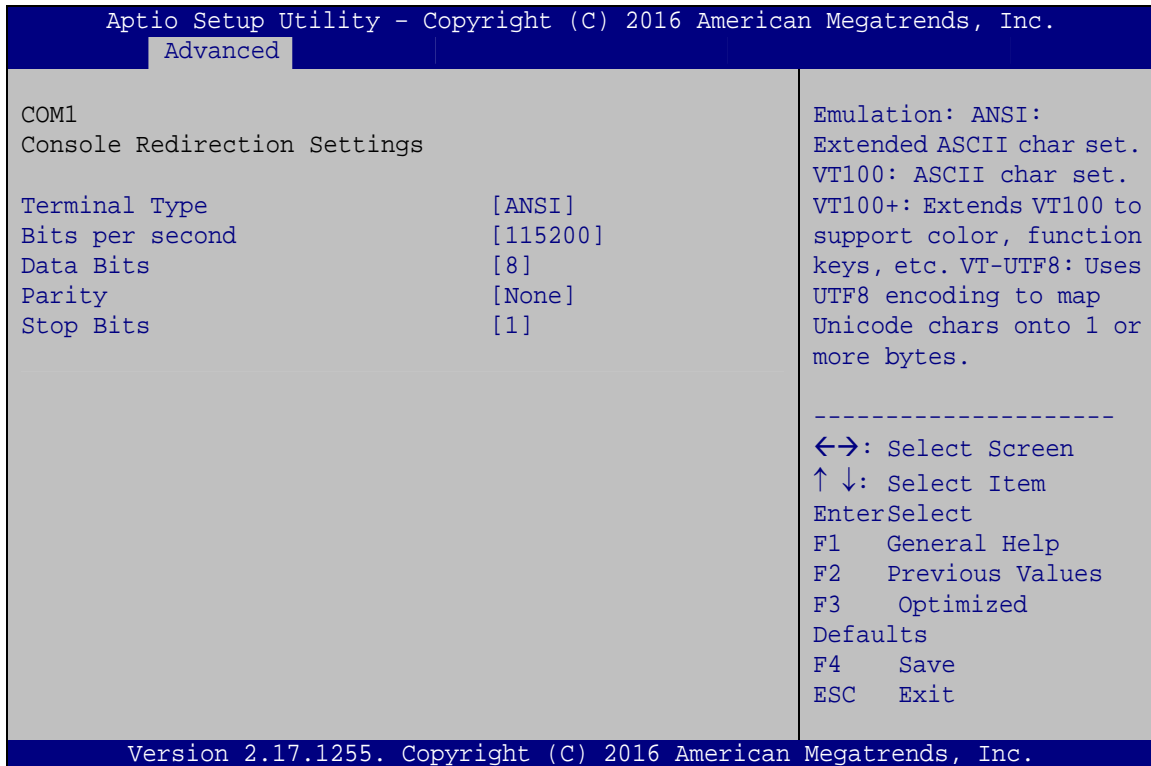 Aptio Setup Utility – Copyright (C) 2016 American Megatrends, Inc.
Advanced
COM1
Console Redirection Settings
Terminal Type [ANSI]
Bits per second [115200]
Data Bits [8]
Parity [None]
Stop Bits [1]
Emulation: ANSI:
Extended ASCII char set.
VT100: ASCII char set.
VT100+: Extends VT100 to
support color, function
keys, etc. VT-UTF8: Uses
UTF8 encoding to map
Unicode chars onto 1 or
more bytes.
---------------------
←→: Select Screen
↑ ↓: Select Item
EnterSelect
F1 General Help
F2 Previous Values
F3 Optimized
Defaults
F4 Save
ESC Exit
Version 2.17.1255. Copyright (C) 2016 American Megatrends, Inc.